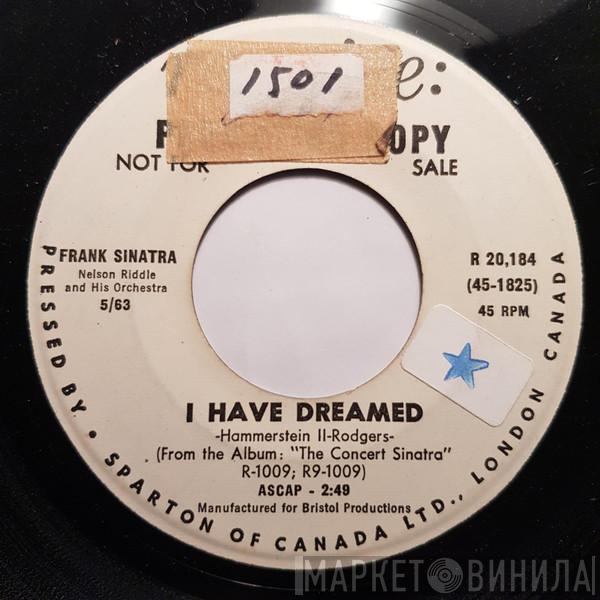 1501
OPY
NOT FOR SALE
FRANK SINATRA
Nelson Riddle
and His Orchestra
5/63
R 20,184
(45-1825)
45 RPM
I HAVE DREAMED
-Hammerstein II-Rodgers-
(From the Album: "The Concert Sinatra"
R-1009; R9-1009)
ASCAP - 2:49
Manufactured for Bristol Productions
PRESSED BY • SPARTON OF CANADA LTD., LONDON CANADA
МАРКЕТ ВИНИЛА